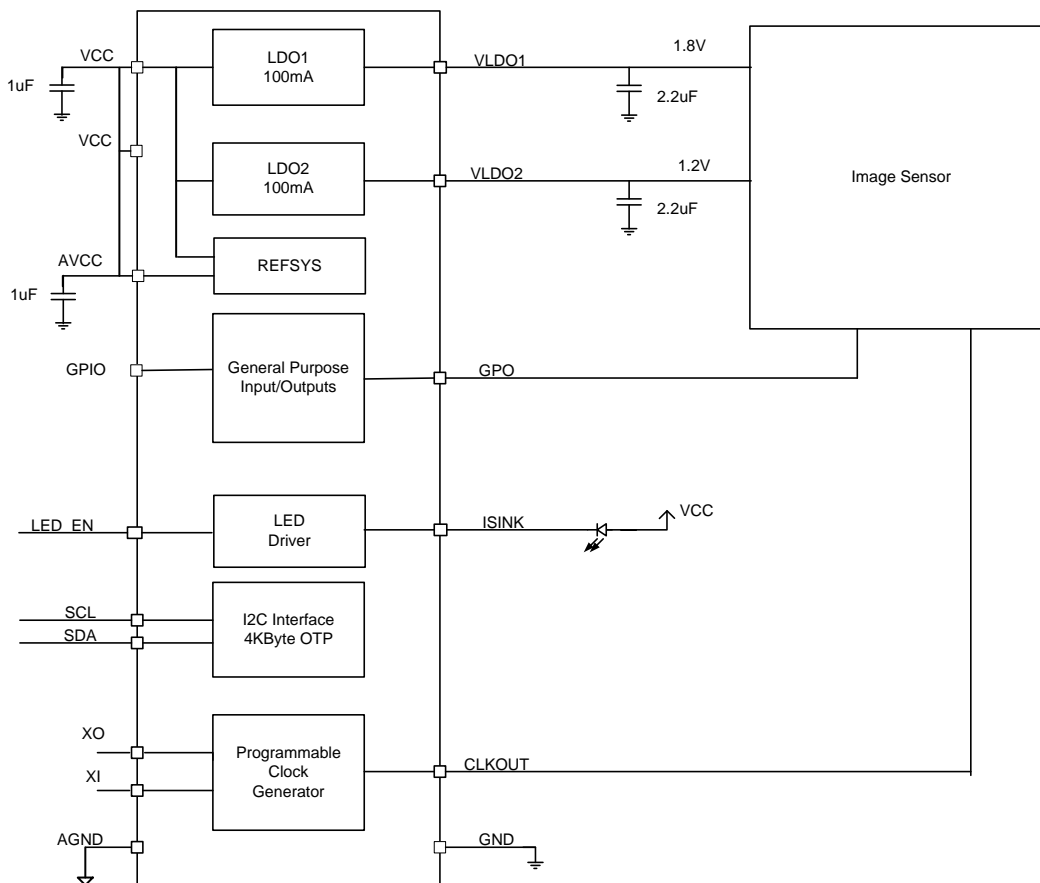 VCC
1uF
VCC
AVCC
1uF
GPIO
LED_EN
SCL
SDA
XO
XI
AGND
LDO1
100mA
LDO2
100mA
REFSYS
General Purpose
Input/Outputs
LED
Driver
I2C Interface
4KByte OTP
Programmable
Clock
Generator
VLDO1
1.8V
2.2uF
VLDO2
1.2V
2.2uF
GPO
ISINK
VCC
CLKOUT
GND
Image Sensor